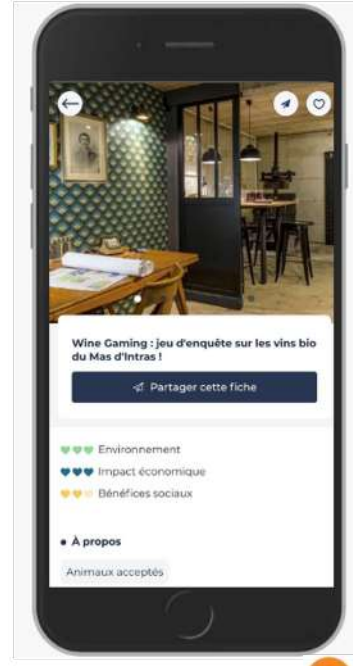 Wine Gaming : jeu d'enquête sur les vins bio
du Mas d'Intras !
Partager cette fiche
Environnement
Impact économique
Bénéfices sociaux
• À propos
Animaux acceptés